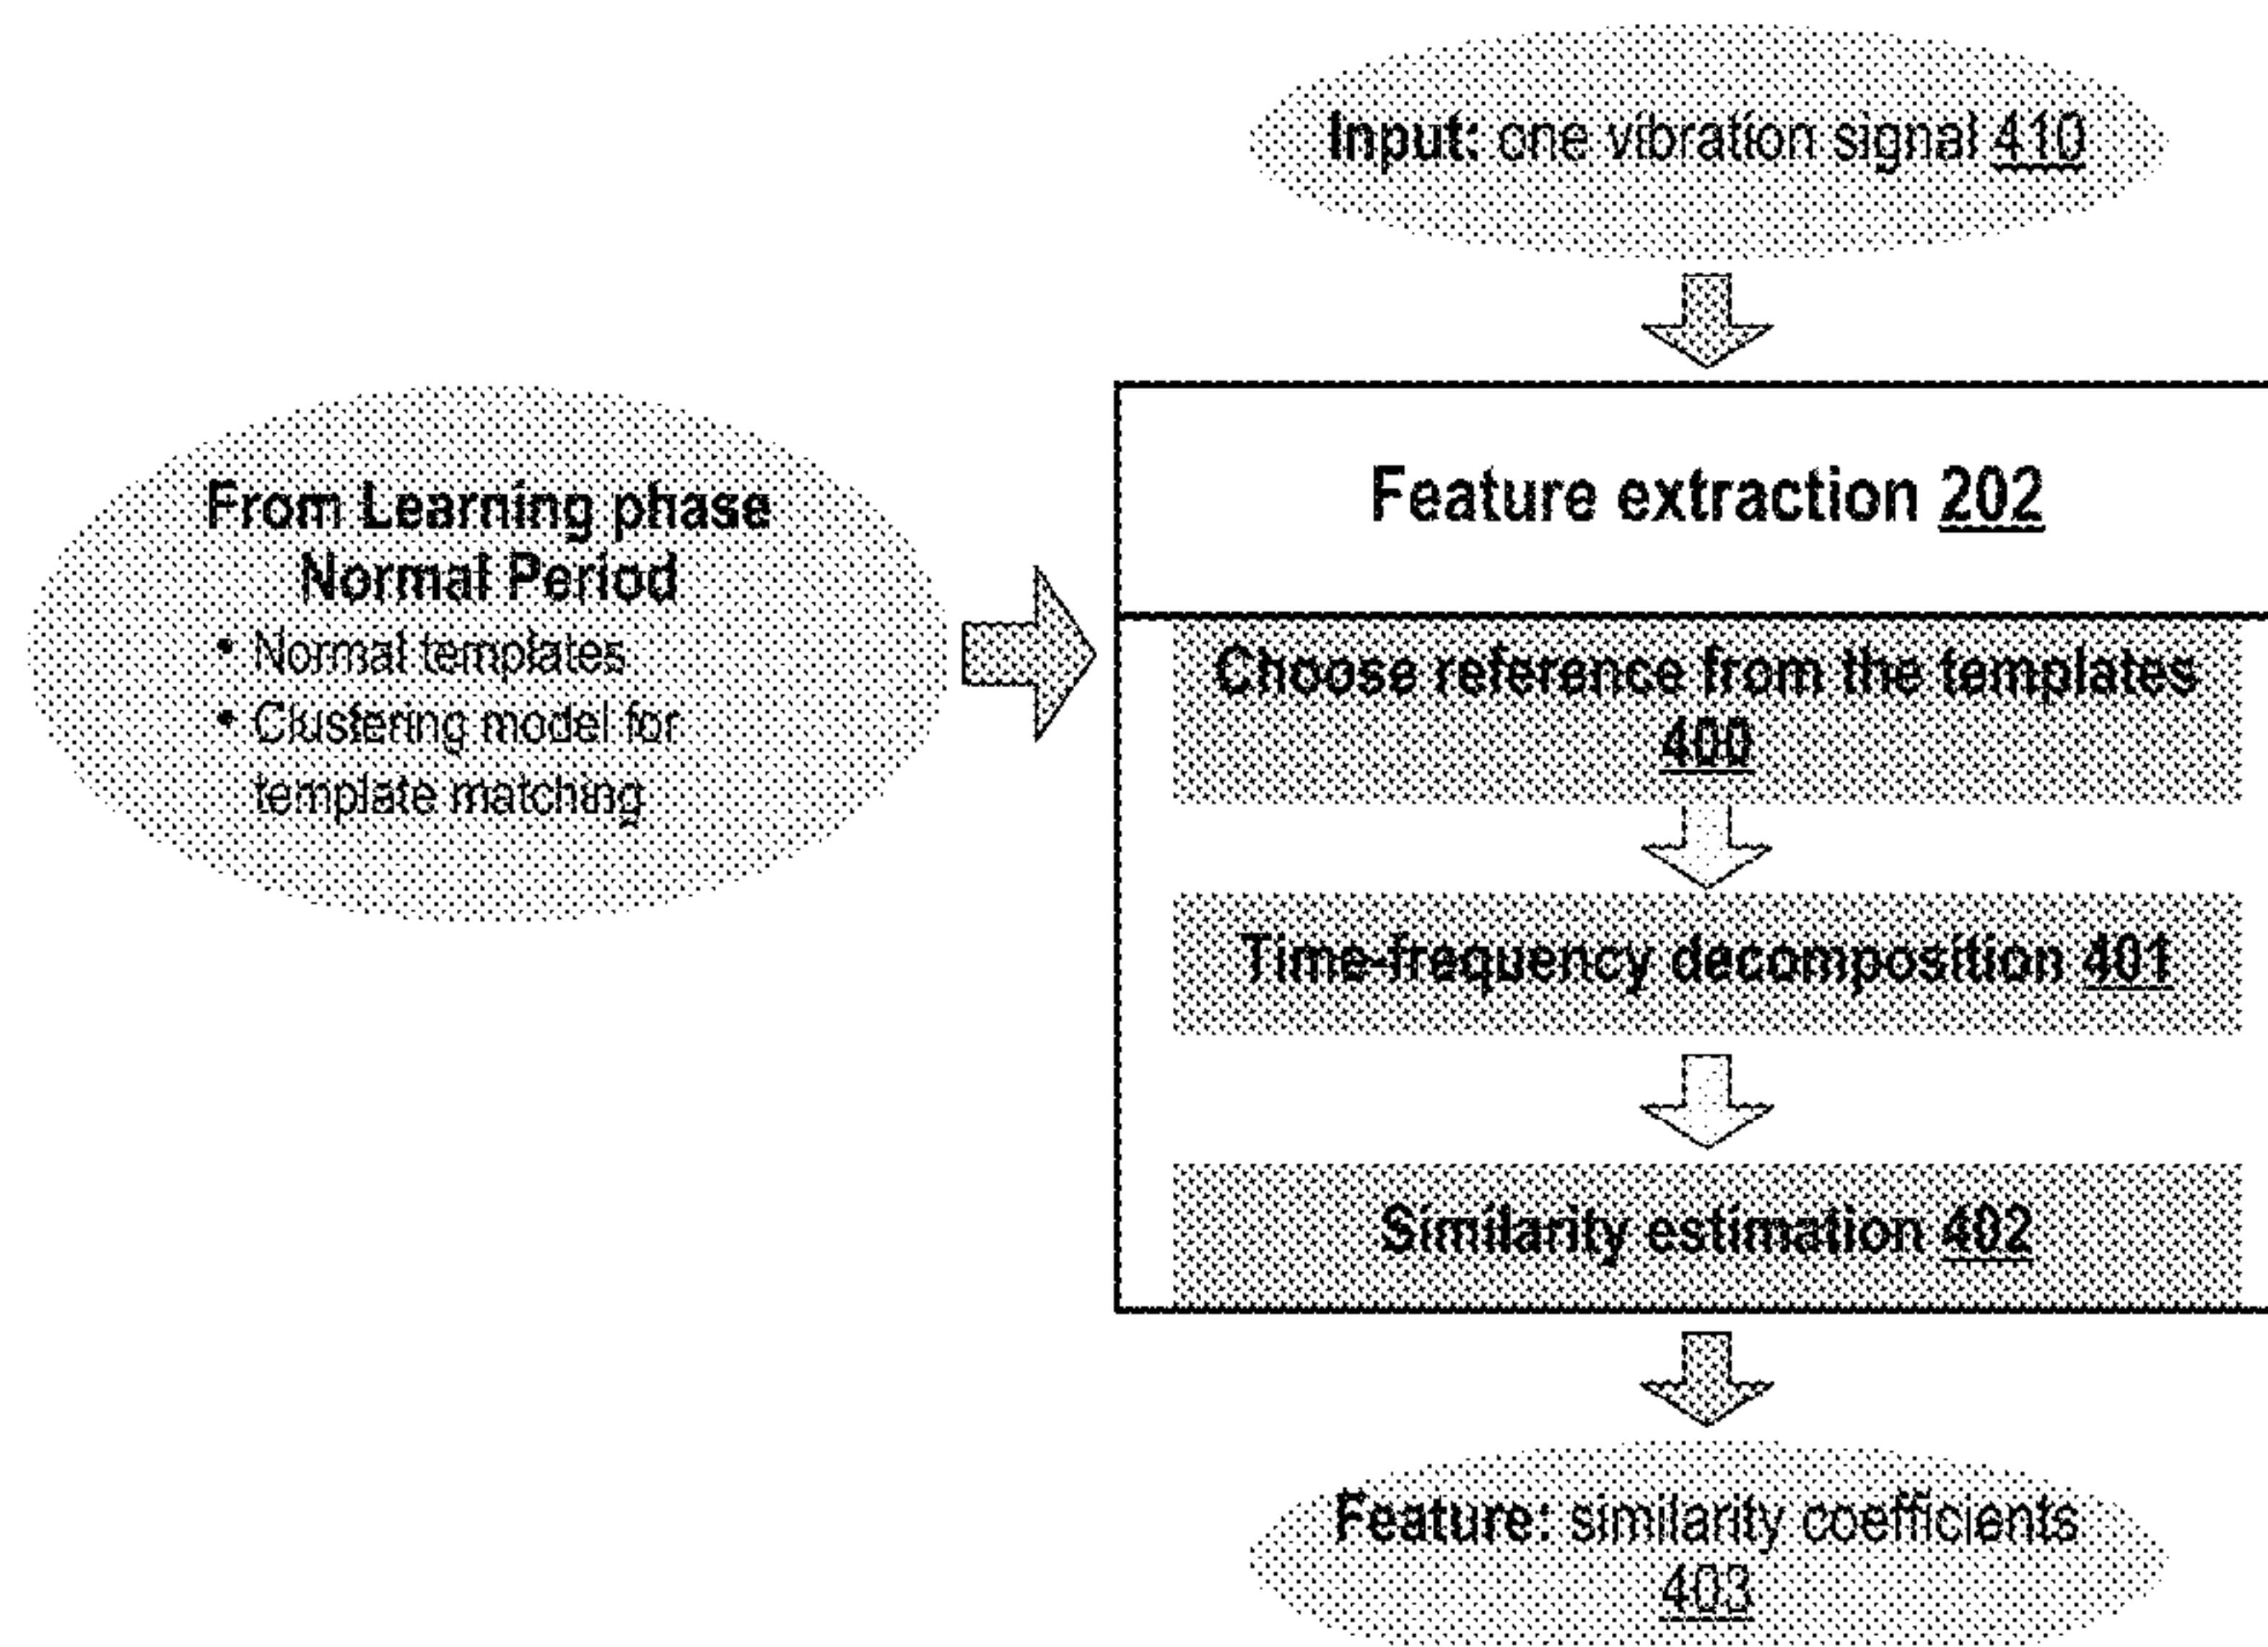 Input: one vibration signal 410
From Learning phase
Normal Period
• Normal templates
• Clustering model for
template matching
Feature extraction 202
Choose reference from the templates
400
Time-frequency decomposition 401
Similarity estimation 402
Feature: similarity coefficients
403